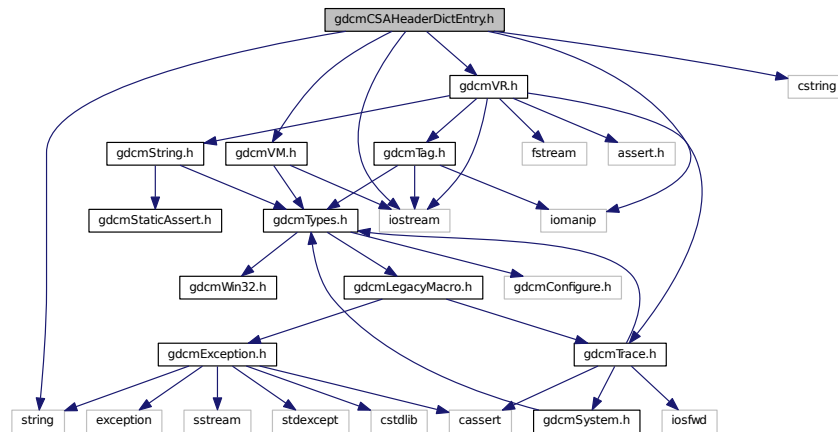 gdcmCSAHeaderDictEntry.h
gdcmVR.h
cstring
gdcmString.h
gdcmVM.h
gdcmTag.h
fstream
assert.h
gdcmStaticAssert.h
gdcmTypes.h
iostream
iomanip
gdcmWin32.h
gdcmLegacyMacro.h
gdcmConfigure.h
gdcmException.h
gdcmTrace.h
string
exception
sstream
stdexcept
cstdlib
cassert
gdcmSystem.h
iosfwd